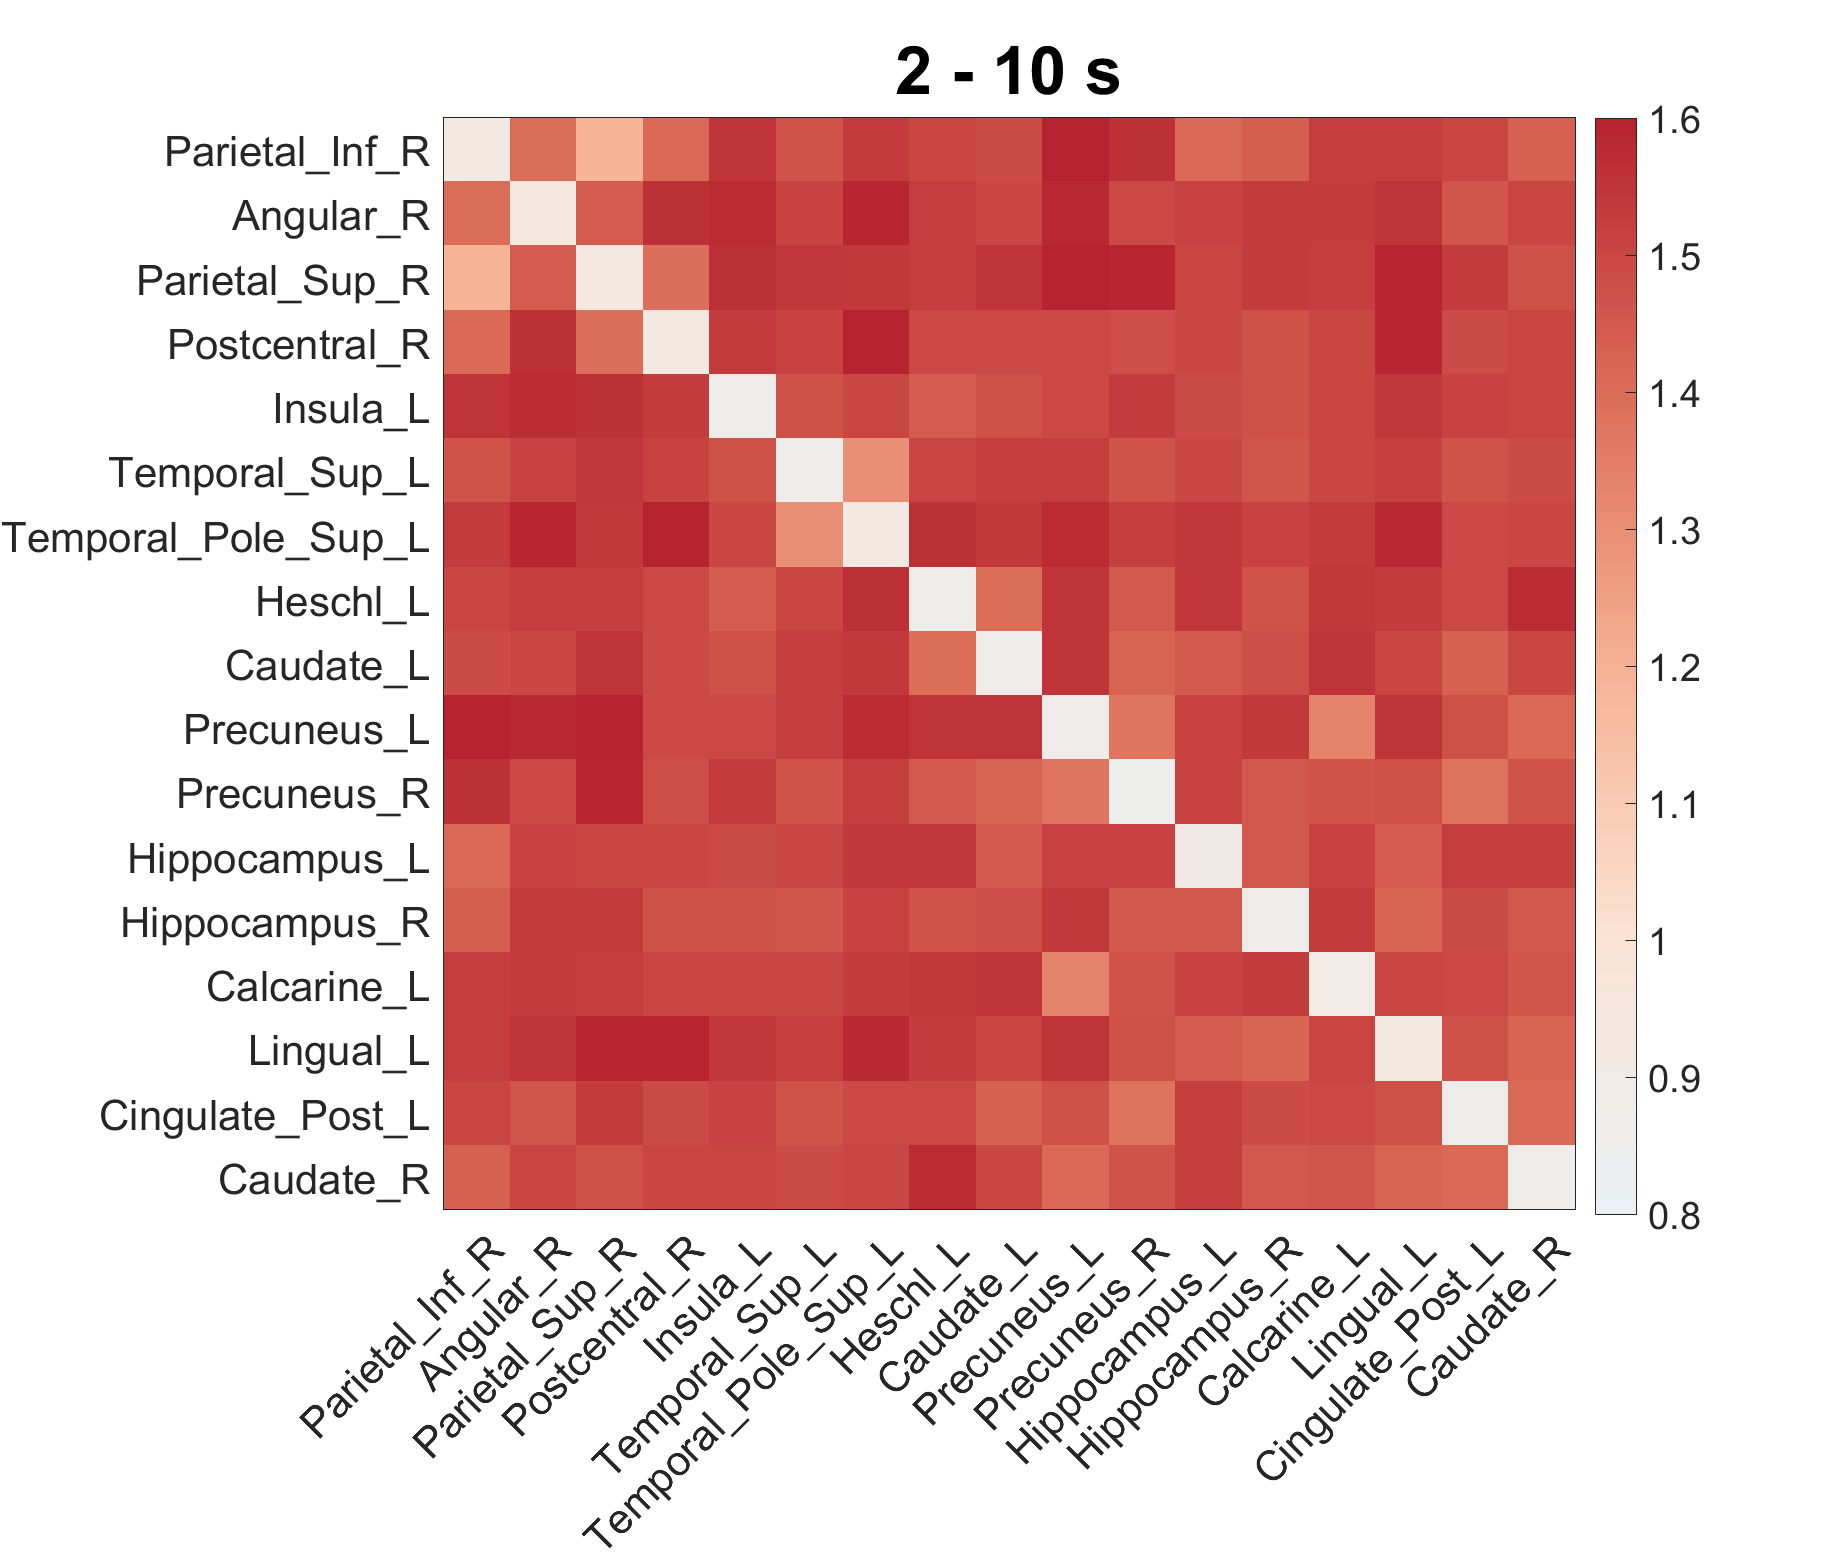 2 - 10 s
Parietal_Inf_R
Angular_R
Parietal_Sup_R
Postcentral_R
Insula_L
Temporal_Sup_L
Temporal_Pole_Sup_L
Heschl_L
Caudate_L
Precuneus_L
Precuneus_R
Hippocampus_L
Hippocampus_R
Calcarine_L
Lingual_L
Cingulate_Post_L
Caudate_R
1.6
1.5
1.4
1.3
1.2
1.1
1
0.9
0.8
Parietal_Inf_R
Angular_R
Parietal_Sup_R
Postcentral_R
Insula_L
Temporal_Sup_L
Temporal_Pole_Sup_L
Heschl_L
Caudate_L
Precuneus_L
Precuneus_R
Hippocampus_L
Hippocampus_R
Calcarine_L
Lingual_L
Cingulate_Post_L
Caudate_R